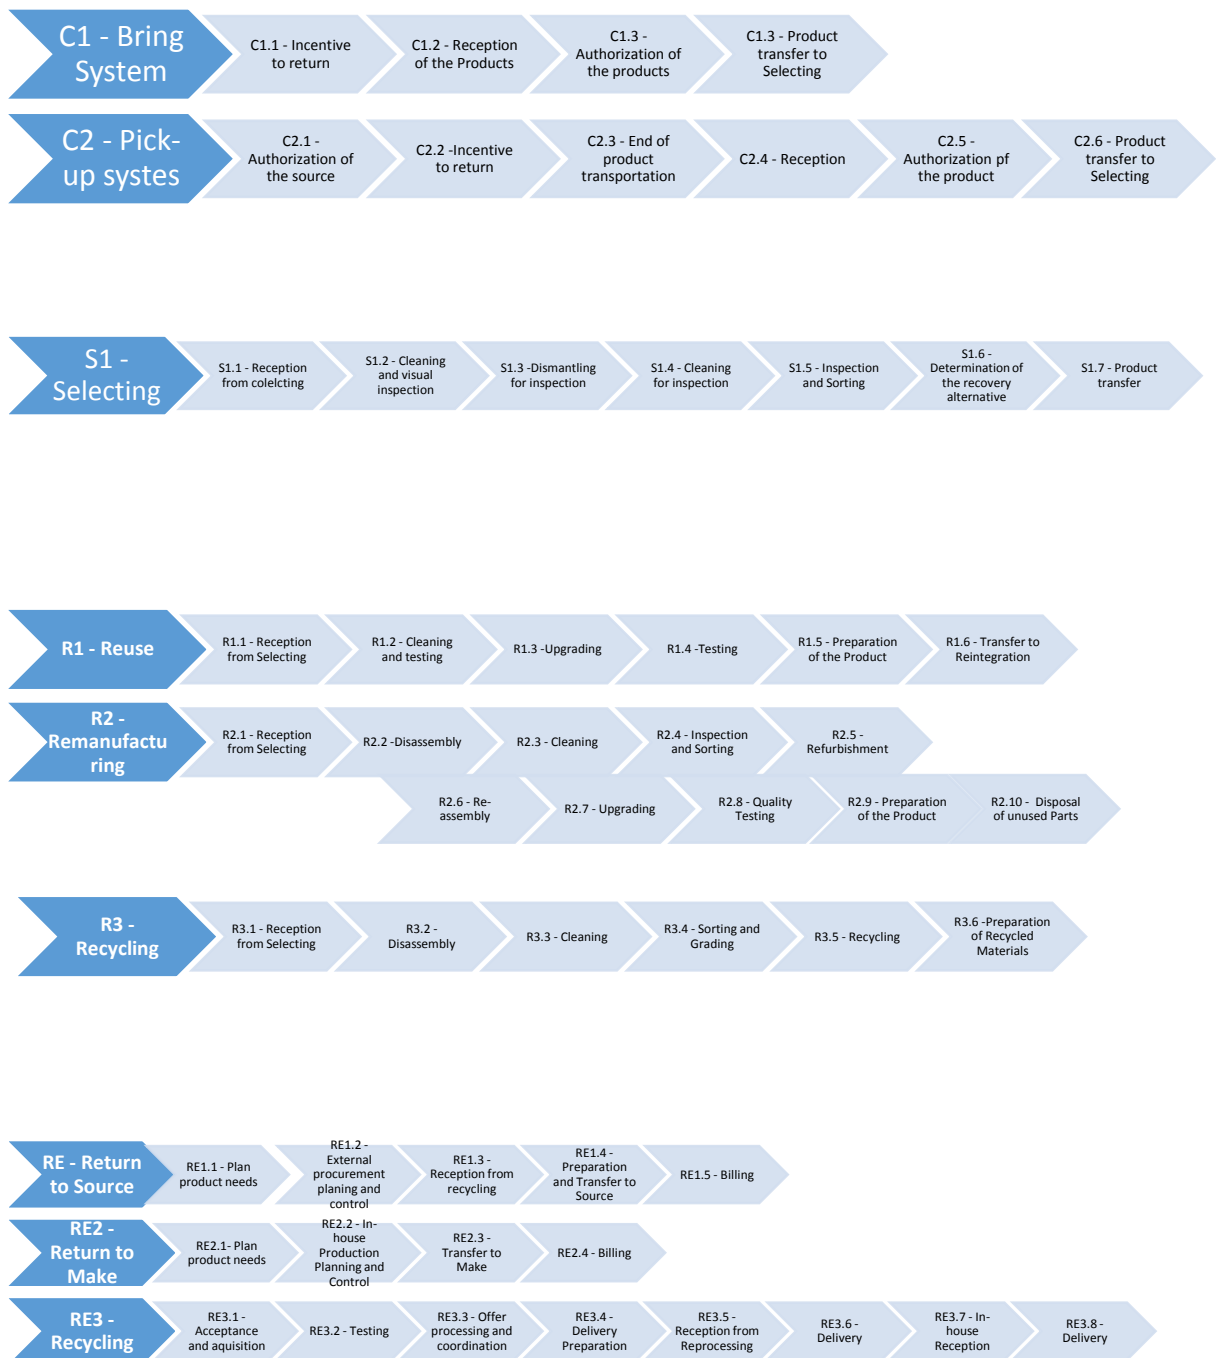 C1 - Bring
System
C1.1 - Incentive
to return
C1.2 - Reception
of the Products
C1.3 -
Authorization of
the products
C1.3 - Product
transfer to
Selecting
C2 - Pick-
up systes
C2.1 -
Authorization of
the source
C2.2 -Incentive
to return
C2.3 - End of
product
transportation
C2.4 - Reception
C2.5 -
Authorization pf
the product
C2.6 - Product
transfer to
Selecting
S1 -
Selecting
S1.1 - Reception
from colelcting
S1.2 - Cleaning
and visual
inspection
S1.3 -Dismantling
for inspection
S1.4 - Cleaning
for inspection
S1.5 - Inspection
and Sorting
S1.6 -
Determination of
the recovery
alternative
S1.7 - Product
transfer
R1 - Reuse
R1.1 - Reception
from Selecting
R1.2 - Cleaning
and testing
R1.3 -Upgrading
R1.4 -Testing
R1.5 - Preparation
of the Product
R1.6 - Transfer to
Reintegration
R2 -
Remanufactu
ring
R2.1 - Reception
from Selecting
R2.2 -Disassembly
R2.3 - Cleaning
R2.4 - Inspection
and Sorting
R2.5 -
Refurbishment
R2.6 - Re-
assembly
R2.7 - Upgrading
R2.8 - Quality
Testing
R2.9 - Preparation
of the Product
R2.10 - Disposal
of unused Parts
R3 -
Recycling
R3.1 - Reception
from Selecting
R3.2 -
Disassembly
R3.3 - Cleaning
R3.4 - Sorting and
Grading
R3.5 - Recycling
R3.6 -Preparation
of Recycled
Materials
RE - Return
to Source
RE1.1 - Plan
product needs
RE1.2 -
External
procurement
planing and
control
RE1.3 -
Reception from
recycling
RE1.4 -
Preparation
and Transfer to
Source
RE1.5 - Billing
RE2 -
Return to
Make
RE2.1- Plan
product needs
RE2.2 - In-
house
Production
Planning and
Control
RE2.3 -
Transfer to
Make
RE2.4 - Billing
RE3 -
Recycling
RE3.1 -
Acceptance
and aquisition
RE3.2 - Testing
RE3.3 - Offer
processing and
coordination
RE3.4 -
Delivery
Preparation
RE3.5 -
Reception from
Reprocessing
RE3.6 -
Delivery
RE3.7 - In-
house
Reception
RE3.8 -
Delivery